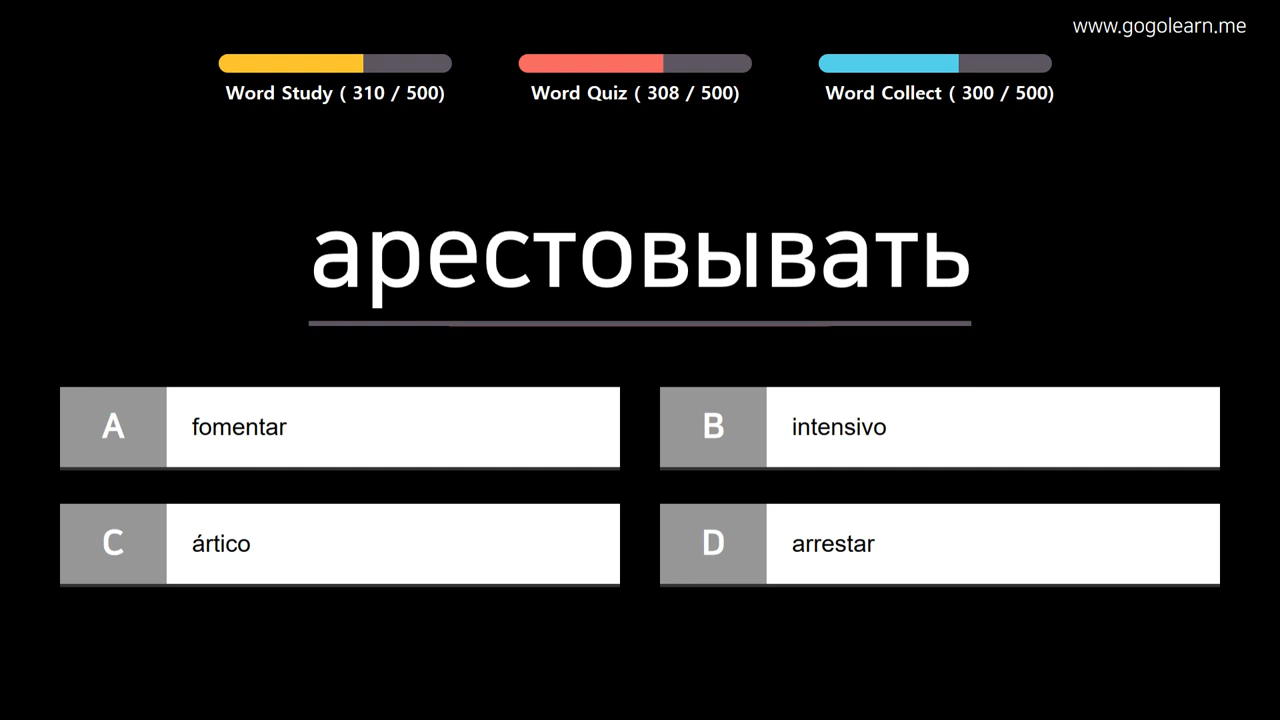 www.gogolearn.me
Word Study ( 310 / 500)
Word Quiz ( 308 / 500)
Word Collect ( 300 / 500)
арестовывать
A fomentar
B intensivo
C ártico
D arrestar